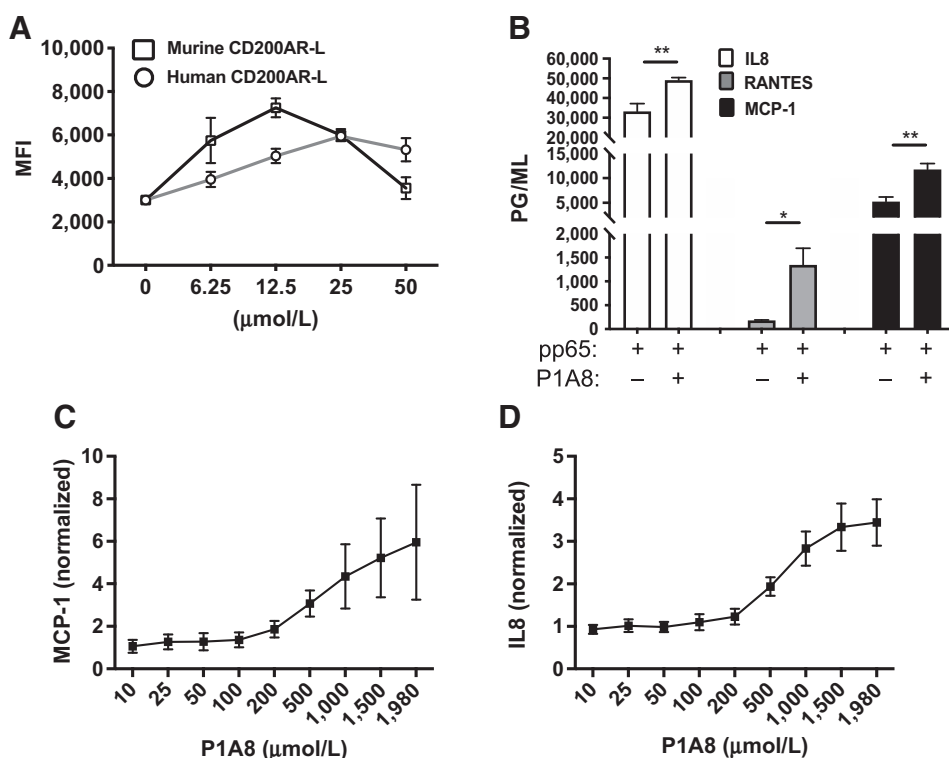 A
10,000
8,000
6,000
4,000
2,000
0
MFI
Murine CD200AR-L
Human CD200AR-L
0 6.25 12.5 25 50
(μmol/L)
B
60,000
50,000
40,000
30,000
20,000
15,000
10,000
5,000
2,000
1,500
1,000
500
0
PG/ML
** * **
IL8
RANTES
MCP-1
pp65: + + + + + +
P1A8: – + – + – +
C
10
8
6
4
2
0
MCP-1 (normalized)
10 25 50 100 200 500 1,000 1,500 1,980
P1A8 (μmol/L)
D
5
4
3
2
1
0
IL8 (normalized)
10 25 50 100 200 500 1,000 1,500 1,980
P1A8 (μmol/L)